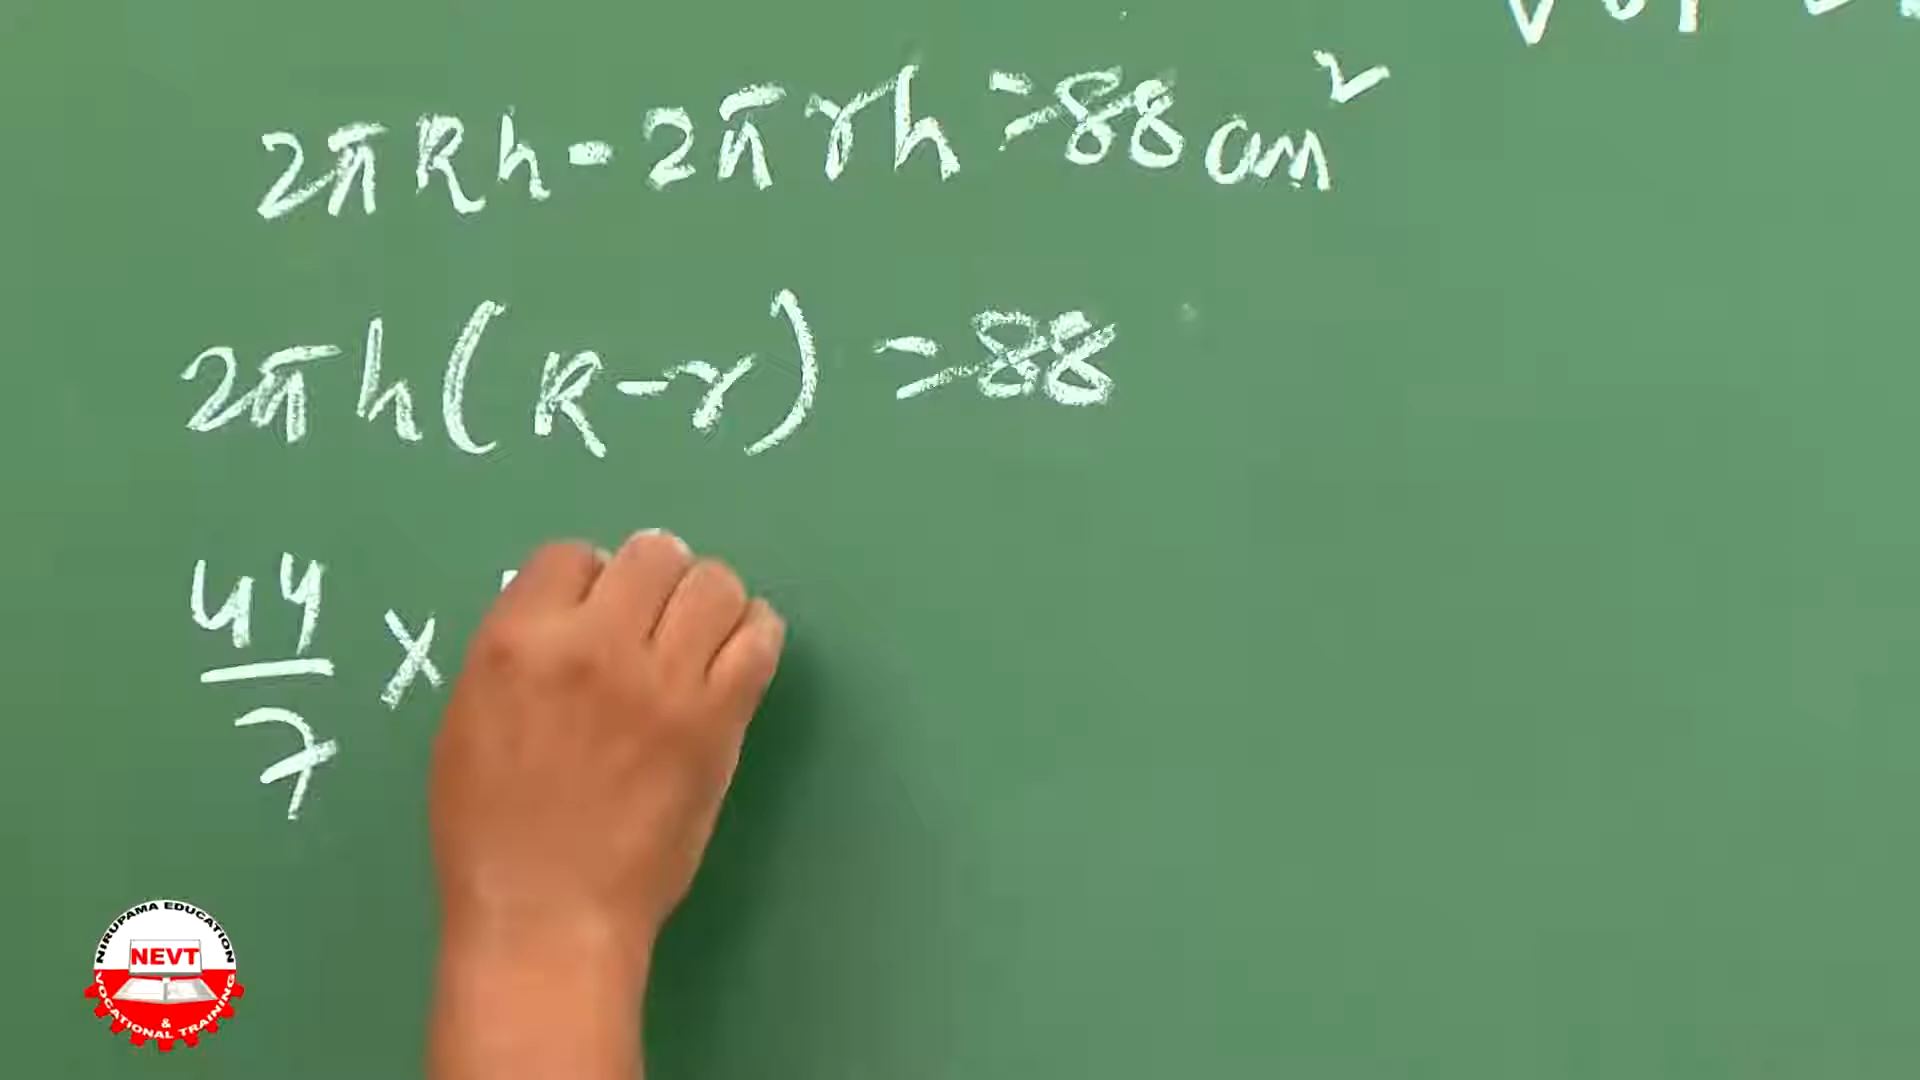 2πRh - 2πrh = 88 cm²
2πh(R-r) = 88
44/7 ×
NIRUPAMA EDUCATION
NEVT
&
VOCATIONAL TRAINING